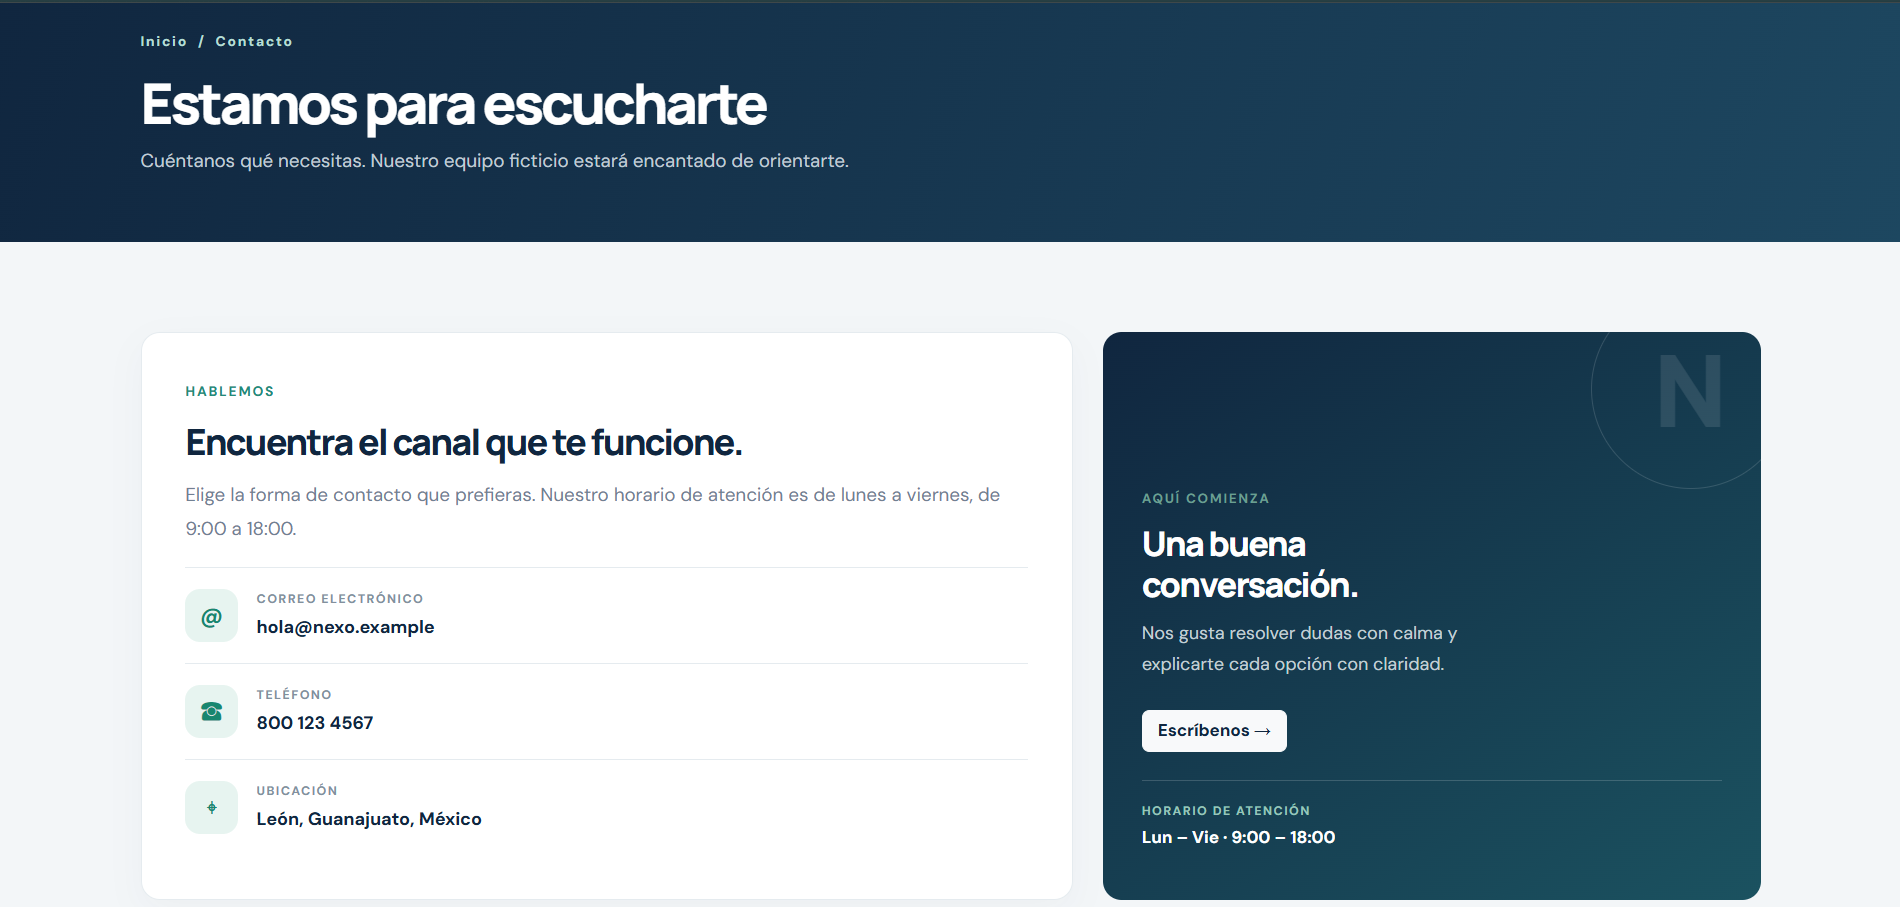 Inicio / Contacto
Estamos para escucharte
Cuéntanos qué necesitas. Nuestro equipo ficticio estará encantado de orientarte.
HABLEMOS
Encuentra el canal que te funcione.
Elige la forma de contacto que prefieras. Nuestro horario de atención es de lunes a viernes, de
9:00 a 18:00.
@
CORREO ELECTRÓNICO
hola@nexo.example
TELÉFONO
800 123 4567
UBICACIÓN
León, Guanajuato, México
N
AQUÍ COMIENZA
Una buena
conversación.
Nos gusta resolver dudas con calma y
explicarte cada opción con claridad.
Escríbenos →
HORARIO DE ATENCIÓN
Lun – Vie · 9:00 – 18:00